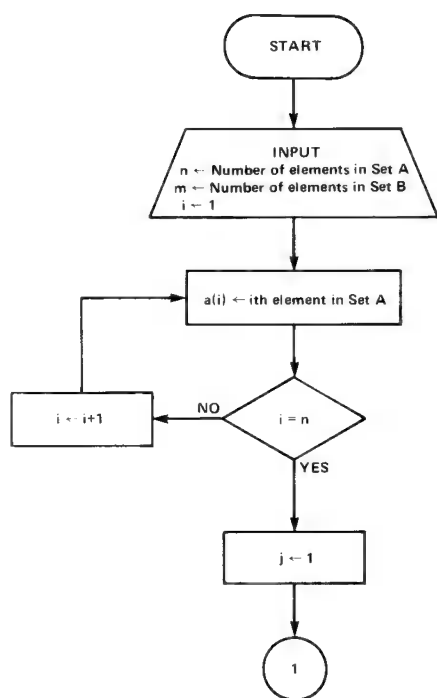 START
INPUT
n ← Number of elements in Set A
m ← Number of elements in Set B
i ← 1
a(i) ← ith element in Set A
i ← i+1
NO
i = n
YES
j ← 1
1